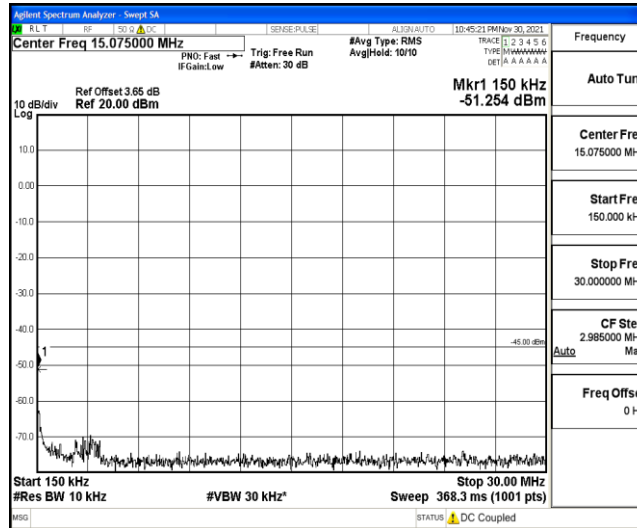 Agilent Spectrum Analyzer - Swept SA
RL T RF 50 Ω DC SENSE:PULSE ALIGN AUTO 10:45:21 PM Nov 30, 2021
Center Freq 15.075000 MHz
PNO: Fast
IFGain:Low
Trig: Free Run
#Atten: 30 dB
#Avg Type: RMS
Avg|Hold: 10/10
TRACE 1 2 3 4 5 6
TYPE MWWWWW
DET A A A A A A
Ref Offset 3.65 dB
Ref 20.00 dBm
Mkr1 150 kHz
-51.254 dBm
10 dB/div
Log
10.0
0.00
-10.0
-20.0
-30.0
-40.0
-45.00 dBm
1
-50.0
-60.0
-70.0
Start 150 kHz Stop 30.00 MHz
#Res BW 10 kHz #VBW 30 kHz* Sweep 368.3 ms (1001 pts)
MSG STATUS DC Coupled
Frequency
Auto Tun
Center Fre
15.075000 MH
Start Fre
150.000 kH
Stop Fre
30.000000 MH
CF Ste
2.985000 MH
Auto Ma
Freq Offse
0 H